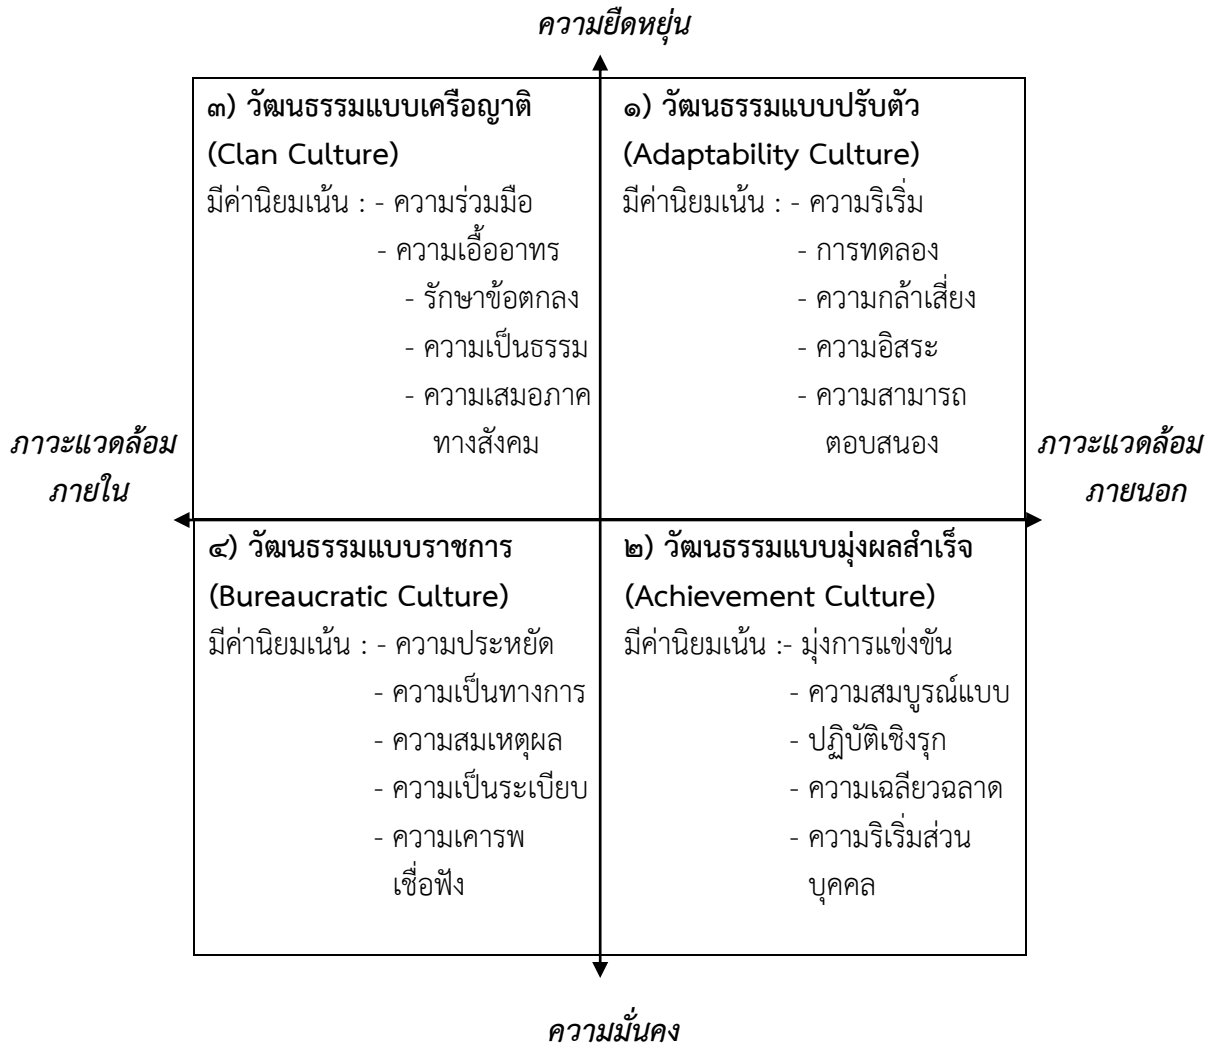 ความยืดหยุ่น
๓) วัฒนธรรมแบบเครือญาติ
(Clan Culture)
มีค่านิยมเน้น : - ความร่วมมือ
- ความเอื้ออาทร
- รักษาข้อตกลง
- ความเป็นธรรม
- ความเสมอภาค
ทางสังคม
๑) วัฒนธรรมแบบปรับตัว
(Adaptability Culture)
มีค่านิยมเน้น : - ความริเริ่ม
- การทดลอง
- ความกล้าเสี่ยง
- ความอิสระ
- ความสามารถ
ตอบสนอง
ภาวะแวดล้อม
ภายใน
ภาวะแวดล้อม
ภายนอก
๔) วัฒนธรรมแบบราชการ
(Bureaucratic Culture)
มีค่านิยมเน้น : - ความประหยัด
- ความเป็นทางการ
- ความสมเหตุผล
- ความเป็นระเบียบ
- ความเคารพ
เชื่อฟัง
๒) วัฒนธรรมแบบมุ่งผลสำเร็จ
(Achievement Culture)
มีค่านิยมเน้น :- มุ่งการแข่งขัน
- ความสมบูรณ์แบบ
- ปฏิบัติเชิงรุก
- ความเฉลียวฉลาด
- ความริเริ่มส่วน
บุคคล
ความมั่นคง